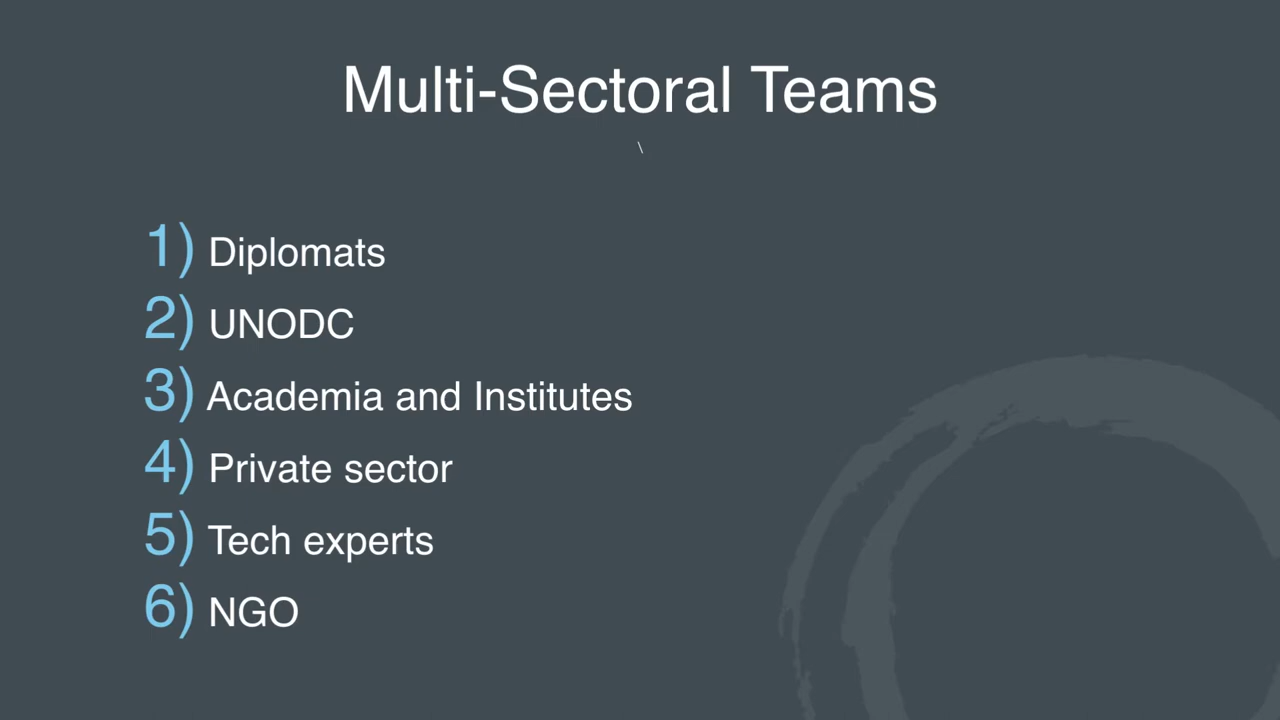 Multi-Sectoral Teams
\
1) Diplomats
2) UNODC
3) Academia and Institutes
4) Private sector
5) Tech experts
6) NGO